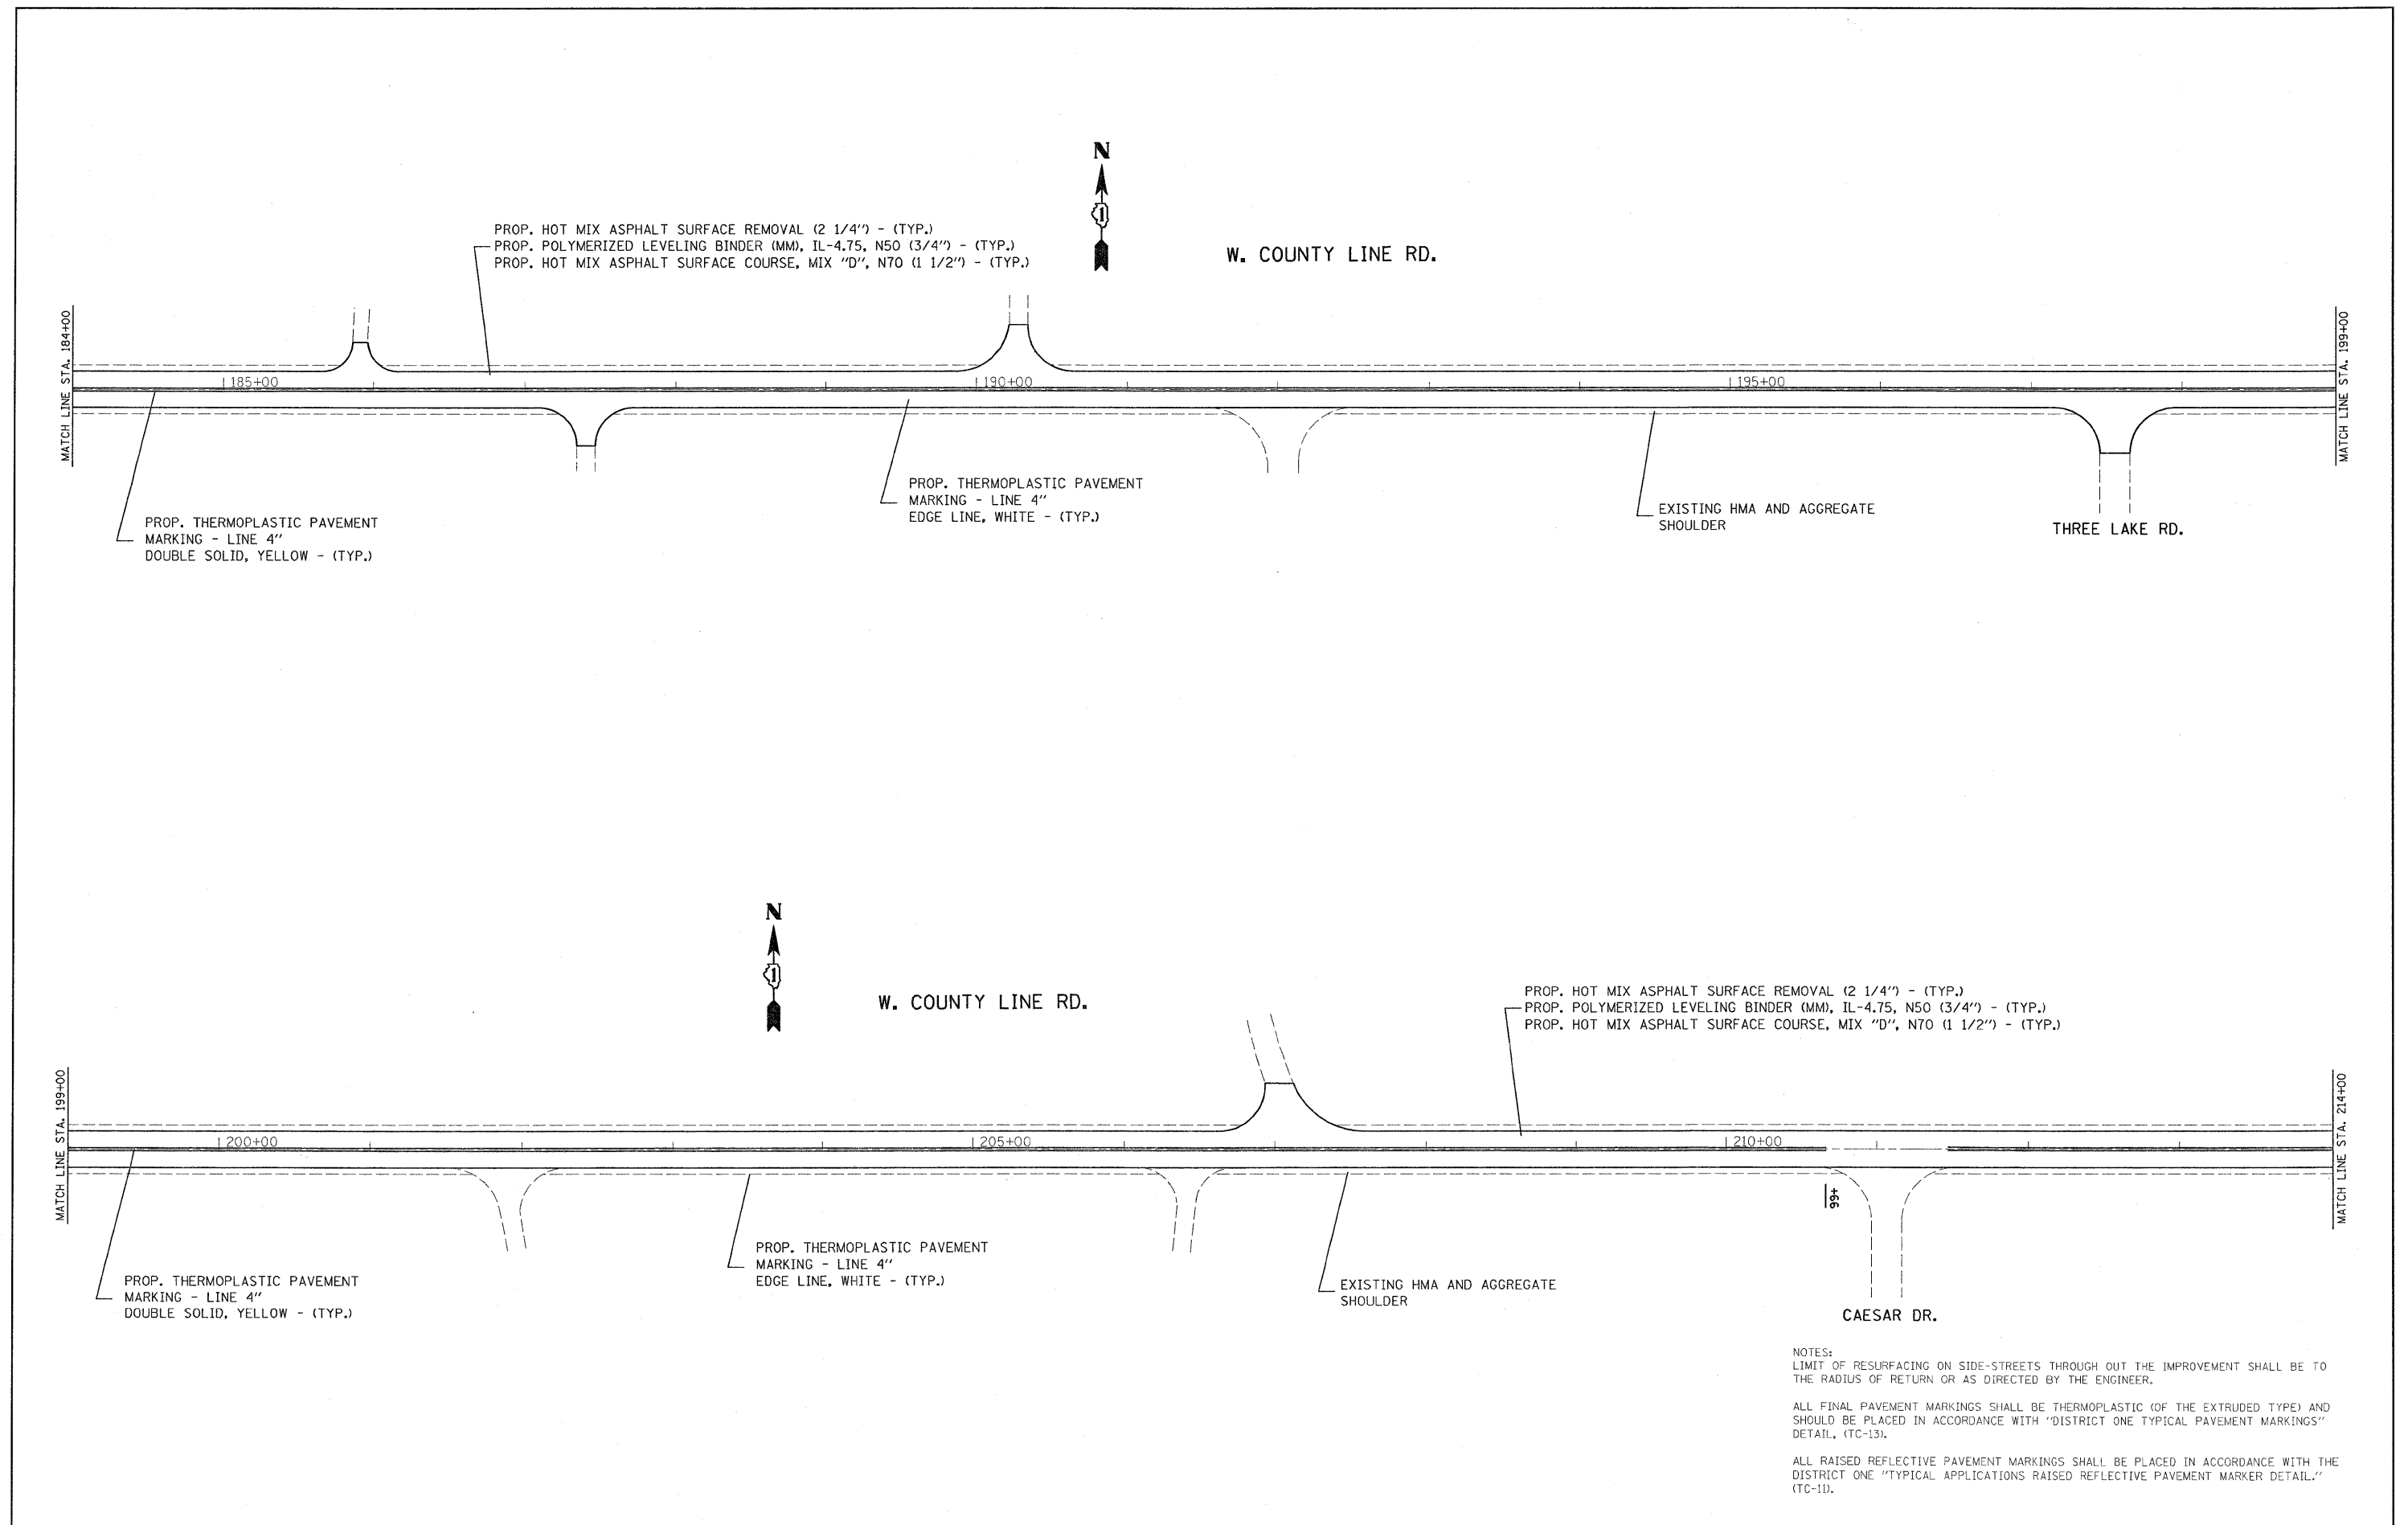 N
1
PROP. HOT MIX ASPHALT SURFACE REMOVAL (2 1/4") - (TYP.)
PROP. POLYMERIZED LEVELING BINDER (MM), IL-4.75, N50 (3/4") - (TYP.)
PROP. HOT MIX ASPHALT SURFACE COURSE, MIX "D", N70 (1 1/2") - (TYP.)
W. COUNTY LINE RD.
MATCH LINE STA. 184+00
MATCH LINE STA. 199+00
185+00
190+00
195+00
PROP. THERMOPLASTIC PAVEMENT
MARKING - LINE 4"
DOUBLE SOLID, YELLOW - (TYP.)
PROP. THERMOPLASTIC PAVEMENT
MARKING - LINE 4"
EDGE LINE, WHITE - (TYP.)
EXISTING HMA AND AGGREGATE
SHOULDER
THREE LAKE RD.
N
1
W. COUNTY LINE RD.
PROP. HOT MIX ASPHALT SURFACE REMOVAL (2 1/4") - (TYP.)
PROP. POLYMERIZED LEVELING BINDER (MM), IL-4.75, N50 (3/4") - (TYP.)
PROP. HOT MIX ASPHALT SURFACE COURSE, MIX "D", N70 (1 1/2") - (TYP.)
MATCH LINE STA. 199+00
MATCH LINE STA. 214+00
200+00
205+00
210+00
+66
PROP. THERMOPLASTIC PAVEMENT
MARKING - LINE 4"
DOUBLE SOLID, YELLOW - (TYP.)
PROP. THERMOPLASTIC PAVEMENT
MARKING - LINE 4"
EDGE LINE, WHITE - (TYP.)
EXISTING HMA AND AGGREGATE
SHOULDER
CAESAR DR.
NOTES:
LIMIT OF RESURFACING ON SIDE-STREETS THROUGH OUT THE IMPROVEMENT SHALL BE TO
THE RADIUS OF RETURN OR AS DIRECTED BY THE ENGINEER.
ALL FINAL PAVEMENT MARKINGS SHALL BE THERMOPLASTIC (OF THE EXTRUDED TYPE) AND
SHOULD BE PLACED IN ACCORDANCE WITH "DISTRICT ONE TYPICAL PAVEMENT MARKINGS"
DETAIL, (TC-13).
ALL RAISED REFLECTIVE PAVEMENT MARKINGS SHALL BE PLACED IN ACCORDANCE WITH THE
DISTRICT ONE "TYPICAL APPLICATIONS RAISED REFLECTIVE PAVEMENT MARKER DETAIL."
(TC-11).